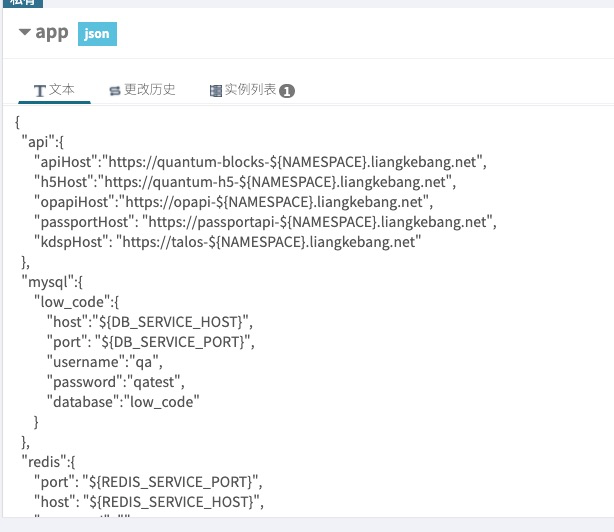 私有
app json
文本 更改历史 实例列表 1
{
"api":{
"apiHost":"https://quantum-blocks-${NAMESPACE}.liangkebang.net",
"h5Host":"https://quantum-h5-${NAMESPACE}.liangkebang.net",
"opapiHost":"https://opapi-${NAMESPACE}.liangkebang.net",
"passportHost": "https://passportapi-${NAMESPACE}.liangkebang.net",
"kdspHost": "https://talos-${NAMESPACE}.liangkebang.net"
},
"mysql":{
"low_code":{
"host":"${DB_SERVICE_HOST}",
"port": "${DB_SERVICE_PORT}",
"username":"qa",
"password":"qatest",
"database":"low_code"
}
},
"redis":{
"port": "${REDIS_SERVICE_PORT}",
"host": "${REDIS_SERVICE_HOST}",